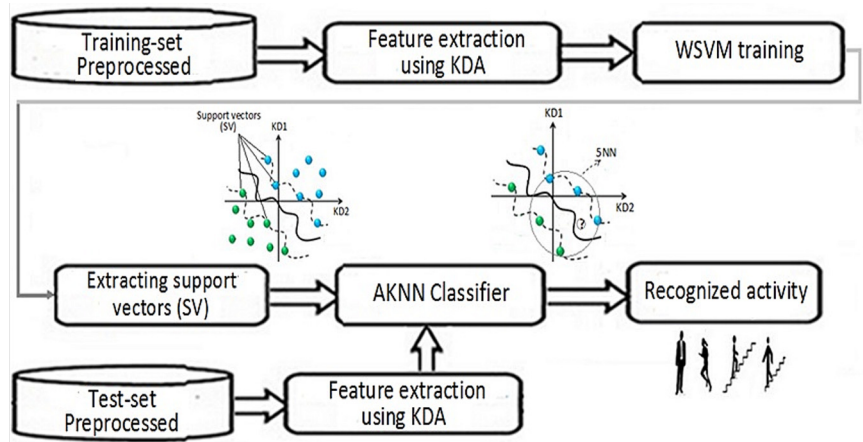 Training-set
Preprocessed
Feature extraction
using KDA
WSVM training
Support vectors
(SV)
KD1
KD2
KD1
5NN
KD2
?
Extracting support
vectors (SV)
AKNN Classifier
Recognized activity
Test-set
Preprocessed
Feature extraction
using KDA